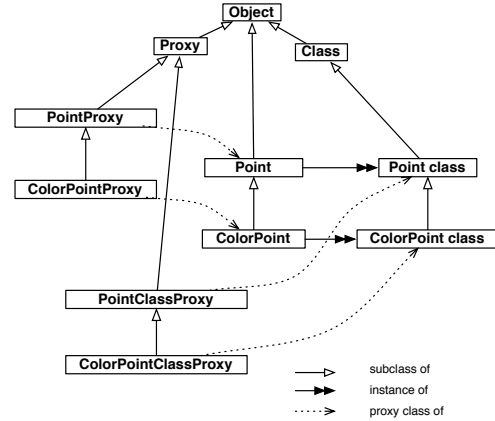 Object
Proxy
Class
PointProxy
Point
Point class
ColorPointProxy
ColorPoint
ColorPoint class
PointClassProxy
ColorPointClassProxy
subclass of
instance of
proxy class of